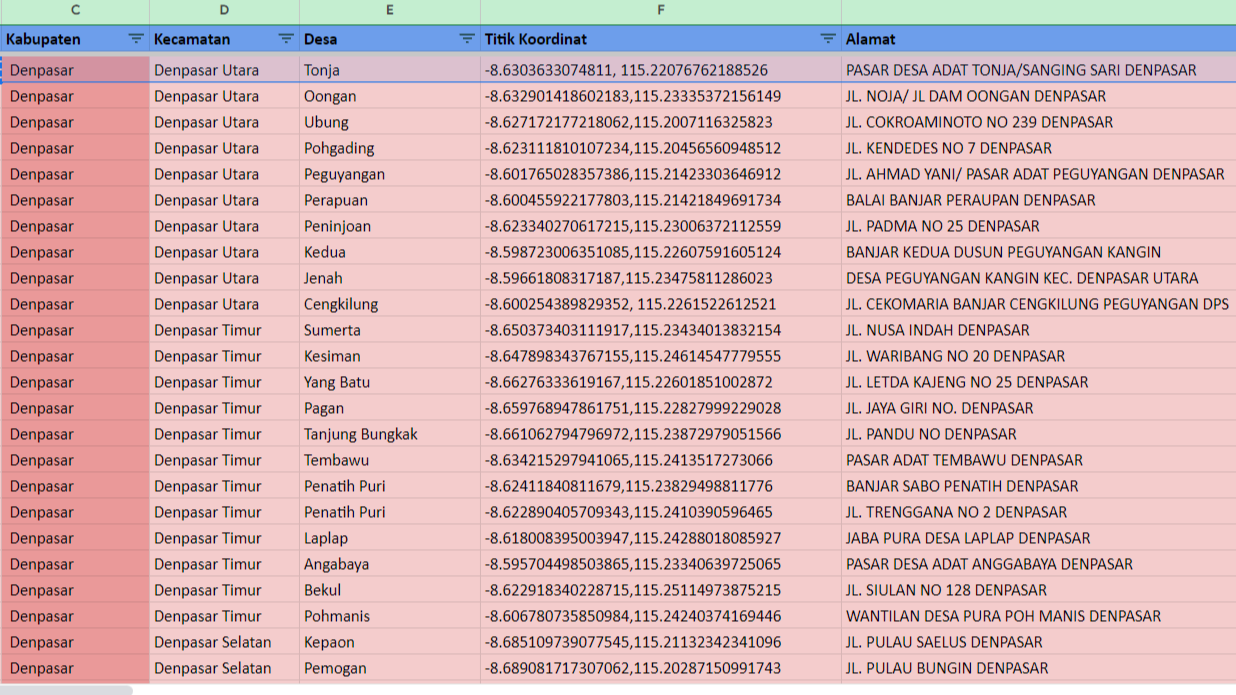 C D E F
Kabupaten Kecamatan Desa Titik Koordinat Alamat
Denpasar Denpasar Utara Tonja -8.6303633074811, 115.22076762188526 PASAR DESA ADAT TONJA/SANGING SARI DENPASAR
Denpasar Denpasar Utara Oongan -8.632901418602183,115.23335372156149 JL. NOJA/ JL DAM OONGAN DENPASAR
Denpasar Denpasar Utara Ubung -8.627172177218062,115.2007116325823 JL. COKROAMINOTO NO 239 DENPASAR
Denpasar Denpasar Utara Pohgading -8.623111810107234,115.20456560948512 JL. KENDEDES NO 7 DENPASAR
Denpasar Denpasar Utara Peguyangan -8.601765028357386,115.21423303646912 JL. AHMAD YANI/ PASAR ADAT PEGUYANGAN DENPASAR
Denpasar Denpasar Utara Perapuan -8.600455922177803,115.21421849691734 BALAI BANJAR PERAUPAN DENPASAR
Denpasar Denpasar Utara Peninjoan -8.623340270617215,115.23006372112559 JL. PADMA NO 25 DENPASAR
Denpasar Denpasar Utara Kedua -8.598723006351085,115.22607591605124 BANJAR KEDUA DUSUN PEGUYANGAN KANGIN
Denpasar Denpasar Utara Jenah -8.59661808317187,115.23475811286023 DESA PEGUYANGAN KANGIN KEC. DENPASAR UTARA
Denpasar Denpasar Utara Cengkilung -8.600254389829352, 115.2261522612521 JL. CEKOMARIA BANJAR CENGKILUNG PEGUYANGAN DPS
Denpasar Denpasar Timur Sumerta -8.650373403111917,115.23434013832154 JL. NUSA INDAH DENPASAR
Denpasar Denpasar Timur Kesiman -8.647898343767155,115.24614547779555 JL. WARIBANG NO 20 DENPASAR
Denpasar Denpasar Timur Yang Batu -8.66276333619167,115.22601851002872 JL. LETDA KAJENG NO 25 DENPASAR
Denpasar Denpasar Timur Pagan -8.659768947861751,115.22827999229028 JL. JAYA GIRI NO. DENPASAR
Denpasar Denpasar Timur Tanjung Bungkak -8.661062794796972,115.23872979051566 JL. PANDU NO DENPASAR
Denpasar Denpasar Timur Tembawu -8.634215297941065,115.2413517273066 PASAR ADAT TEMBAWU DENPASAR
Denpasar Denpasar Timur Penatih Puri -8.62411840811679,115.23829498811776 BANJAR SABO PENATIH DENPASAR
Denpasar Denpasar Timur Penatih Puri -8.622890405709343,115.2410390596465 JL. TRENGGANA NO 2 DENPASAR
Denpasar Denpasar Timur Laplap -8.618008395003947,115.24288018085927 JABA PURA DESA LAPLAP DENPASAR
Denpasar Denpasar Timur Angabaya -8.595704498503865,115.23340639725065 PASAR DESA ADAT ANGGABAYA DENPASAR
Denpasar Denpasar Timur Bekul -8.622918340228715,115.25114973875215 JL. SIULAN NO 128 DENPASAR
Denpasar Denpasar Timur Pohmanis -8.606780735850984,115.24240374169446 WANTILAN DESA PURA POH MANIS DENPASAR
Denpasar Denpasar Selatan Kepaon -8.685109739077545,115.21132342341096 JL. PULAU SAELUS DENPASAR
Denpasar Denpasar Selatan Pemogan -8.689081717307062,115.20287150991743 JL. PULAU BUNGIN DENPASAR